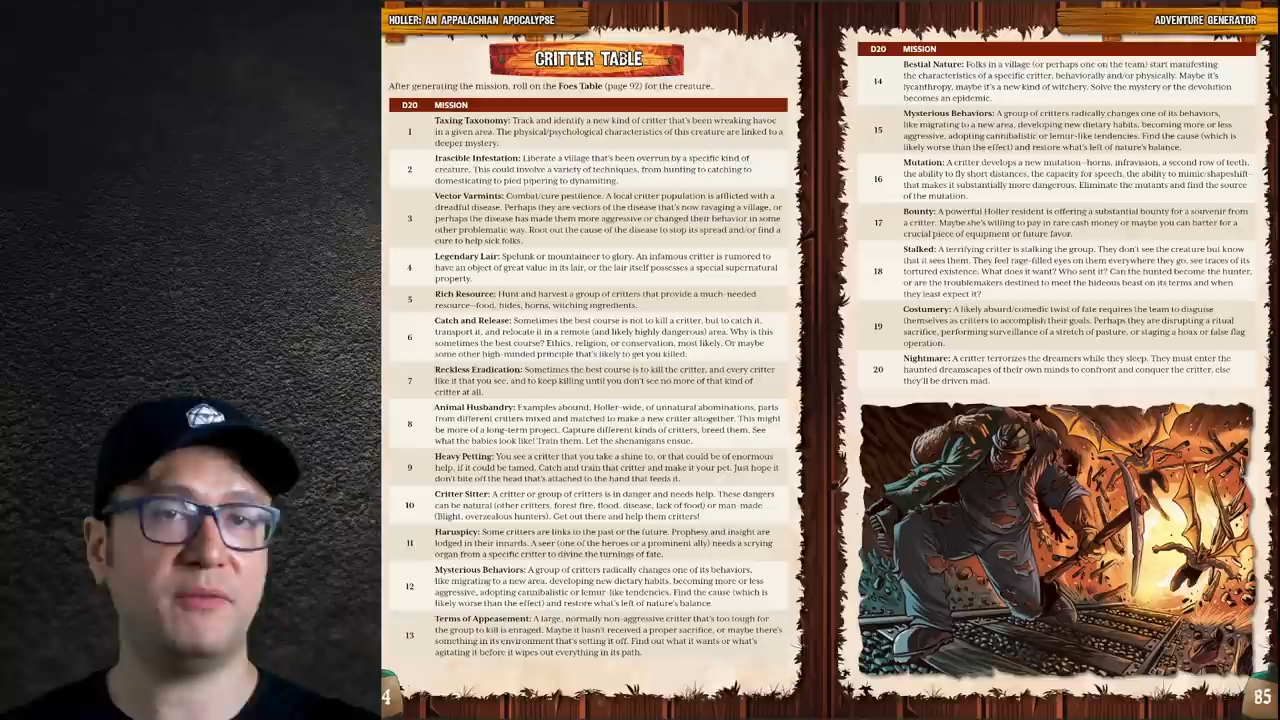 HOLLER: AN APPALACHIAN APOCALYPSE
CRITTER TABLE
After generating the mission, roll on the Foes Table (page 92) for the creature.
D20 MISSION
1 Taxing Taxonomy: Track and identify a new kind of critter that's been wreaking havoc
in a given area. The physical/psychological characteristics of this creature are linked to a
deeper mystery.
2 Irascible Infestation: Liberate a village that's been overrun by a specific kind of
creature. This could involve a variety of techniques, from hunting to catching to
domesticating to pied pipering to dynamiting.
3 Vector Varmints: Combat/cure pestilence. A local critter population is afflicted with a
dreadful disease. Perhaps they are vectors of the disease that's now ravaging a village, or
perhaps the disease has made them more aggressive or changed their behavior in some
other problematic way. Root out the cause of the disease to stop its spread and/or find a
cure to help sick folks.
4 Legendary Lair: Spelunk or mountaineer to glory. An infamous critter is rumored to
have an object of great value in its lair, or the lair itself possesses a special supernatural
property.
5 Rich Resource: Hunt and harvest a group of critters that provide a much-needed
resource—food, hides, horns, witching ingredients.
6 Catch and Release: Sometimes the best course is not to kill a critter, but to catch it,
transport it, and relocate it in a remote (and likely highly dangerous) area. Why is this
sometimes the best course? Ethics, religion, or conservation, most likely. Or maybe
some other high-minded principle that's likely to get you killed.
7 Reckless Eradication: Sometimes the best course is to kill the critter, and every critter
like it that you see, and to keep killing until you don't see no more of that kind of
critter at all.
8 Animal Husbandry: Examples abound, Holler-wide, of unnatural abominations, parts
from different critters mixed and matched to make a new critter altogether. This might
be more of a long-term project. Capture different kinds of critters, breed them. See
what the babies look like! Train them. Let the shenanigans ensue.
9 Heavy Petting: You see a critter that you take a shine to, or that could be of enormous
help, if it could be tamed. Catch and train that critter and make it your pet. Just hope it
don't bite off the head that's attached to the hand that feeds it.
10 Critter Sitter: A critter or group of critters is in danger and needs help. These dangers
can be natural (other critters, forest fire, flood, disease, lack of food) or man-made
(Blight, overzealous hunters). Get out there and help them critters!
11 Haruspicy: Some critters are links to the past or the future. Prophesy and insight are
lodged in their innards. A seer (one of the heroes or a prominent ally) needs a scrying
organ from a specific critter to divine the turnings of fate.
12 Mysterious Behaviors: A group of critters radically changes one of its behaviors,
like migrating to a new area, developing new dietary habits, becoming more or less
aggressive, adopting cannibalistic or lemur-like tendencies. Find the cause (which is
likely worse than the effect) and restore what's left of nature's balance
13 Terms of Appeasement: A large, normally non-aggressive critter that's too tough for
the group to kill is enraged. Maybe it hasn't received a proper sacrifice, or maybe there's
something in its environment that's setting it off. Find out what it wants or what's
agitating it before it wipes out everything in its path.
4
ADVENTURE GENERATOR
D20 MISSION
14 Bestial Nature: Folks in a village (or perhaps one on the team) start manifesting
the characteristics of a specific critter, behaviorally and/or physically. Maybe it's
lycanthropy, maybe it's a new kind of witchery. Solve the mystery or the devolution
becomes an epidemic.
15 Mysterious Behaviors: A group of critters radically changes one of its behaviors,
like migrating to a new area, developing new dietary habits, becoming more or less
aggressive, adopting cannibalistic or lemur-like tendencies. Find the cause (which is
likely worse than the effect) and restore what's left of nature's balance.
16 Mutation: A critter develops a new mutation—horns, infravision, a second row of teeth,
the ability to fly short distances, the capacity for speech, the ability to mimic/shapeshift—
that makes it substantially more dangerous. Eliminate the mutants and find the source
of the mutation.
17 Bounty: A powerful Holler resident is offering a substantial bounty for a souvenir from
a critter. Maybe she's willing to pay in rare cash money or maybe you can barter for a
crucial piece of equipment or future favor.
18 Stalked: A terrifying critter is stalking the group. They don't see the creature but know
that it sees them. They feel rage-filled eyes on them everywhere they go, see traces of its
tortured existence. What does it want? Who sent it? Can the hunted become the hunter,
or are the troublemakers destined to meet the hideous beast on its terms and when
they least expect it?
19 Costumery: A likely absurd/comedic twist of fate requires the team to disguise
themselves as critters to accomplish their goals. Perhaps they are disrupting a ritual
sacrifice, performing surveillance of a stretch of pasture, or staging a hoax or false flag
operation.
20 Nightmare: A critter terrorizes the dreamers while they sleep. They must enter the
haunted dreamscapes of their own minds to confront and conquer the critter, else
they'll be driven mad.
85